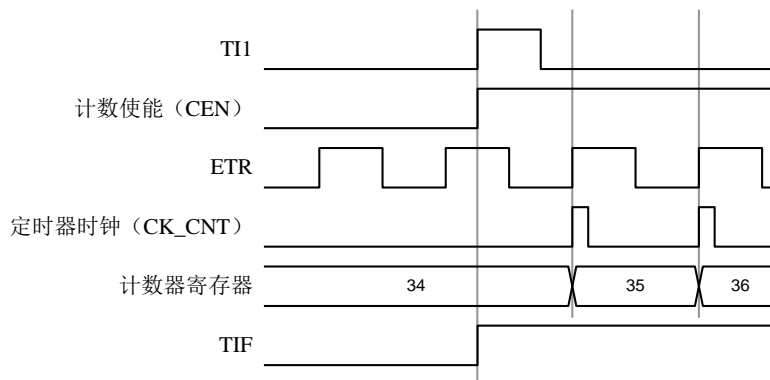 TI1
计数使能（CEN）
ETR
定时器时钟（CK_CNT）
计数器寄存器 34 35 36
TIF